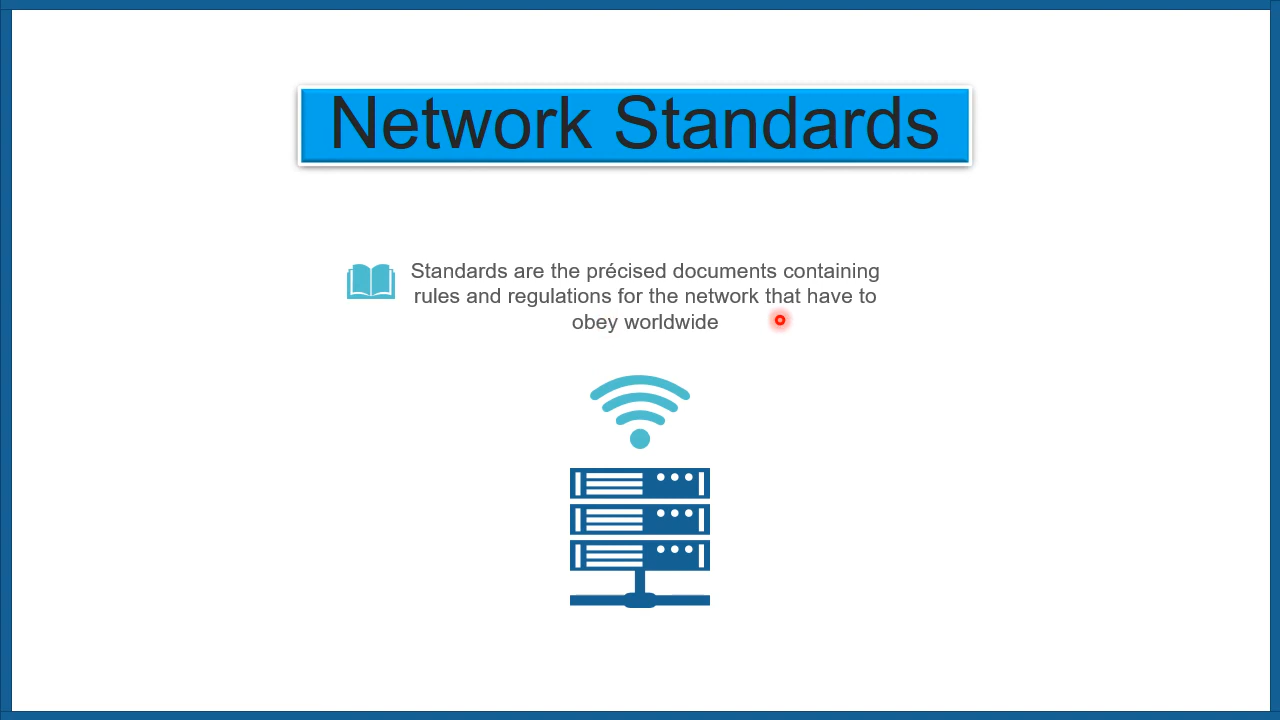 Network Standards
Standards are the précised documents containing
rules and regulations for the network that have to
obey worldwide